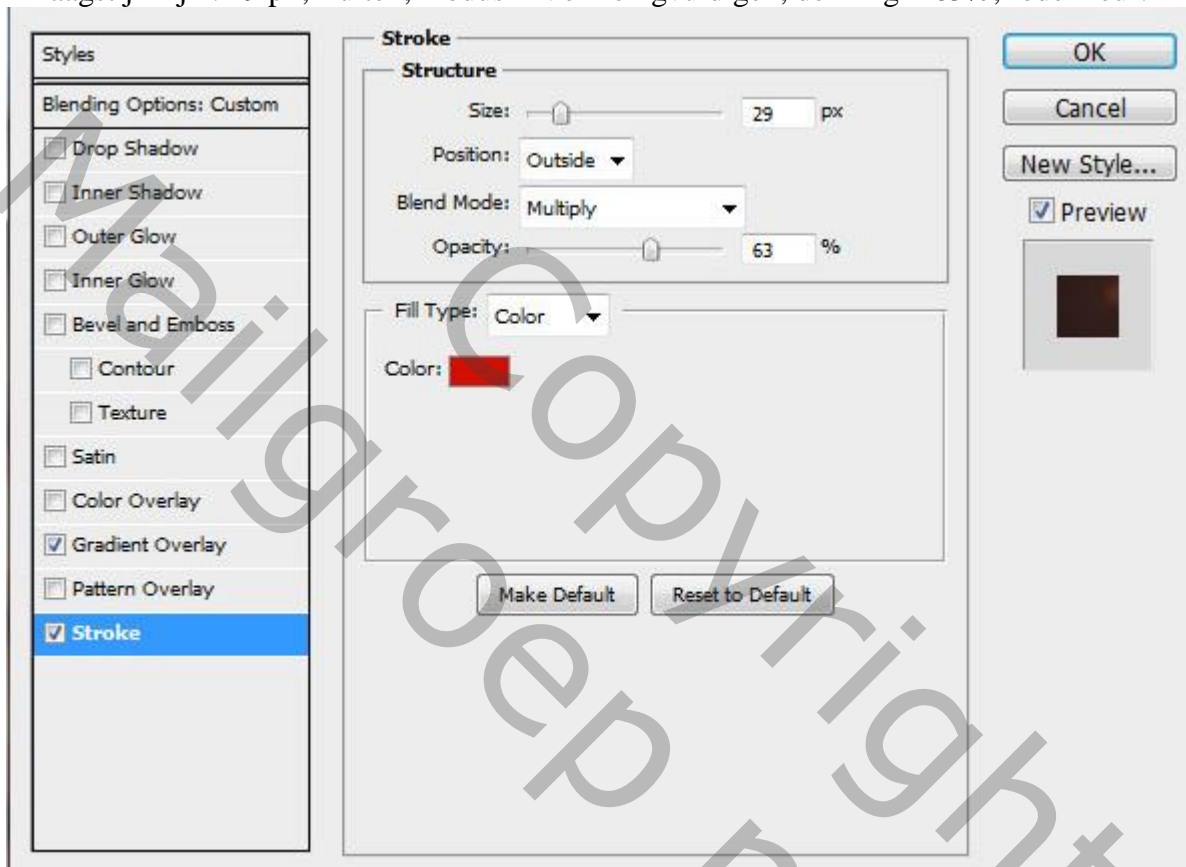 Styles
Blending Options: Custom
Drop Shadow
Inner Shadow
Outer Glow
Inner Glow
Bevel and Emboss
Contour
Texture
Satin
Color Overlay
Gradient Overlay
Pattern Overlay
Stroke
Stroke
Structure
Size: 29 px
Position: Outside
Blend Mode: Multiply
Opacity: 63 %
Fill Type: Color
Color:
Make Default Reset to Default
OK
Cancel
New Style...
Preview
Mailgroep
Copyright